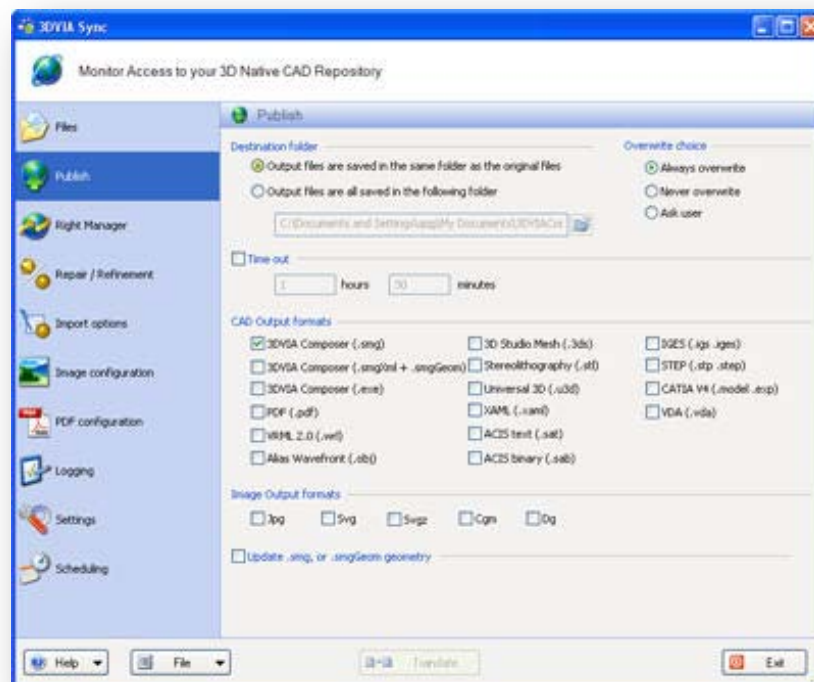 3DVIA Sync
Monitor Access to your 3D Native CAD Repository
Files
Publish
Right Manager
Repair / Refinement
Import options
Image configuration
PDF configuration
Logging
Settings
Scheduling
Publish
Destination folder
Output files are saved in the same folder as the original files
Output files are all saved in the following folder
C:\Documents and Settings\
Overwrite choice
Always overwrite
Never overwrite
Ask user
Time out
1 hours 30 minutes
CAD Output formats
3DVIA Composer (.smg)
3DVIA Composer (.smgXml + .smgGeom)
3DVIA Composer (.exe)
PDF (.pdf)
VRML 2.0 (.wrl)
Alias Wavefront (.obj)
3D Studio Mesh (.3ds)
Stereolithography (.stl)
Universal 3D (.u3d)
XAML (.xaml)
ACIS text (.sat)
ACIS binary (.sab)
IGES (.igs .iges)
STEP (.stp .step)
CATIA V4 (.model .exp)
VDA (.vda)
Image Output formats
Jpg Svg Svgz Cgm
Update .smg, or .smgGeom geometry
Help File Translate Exit